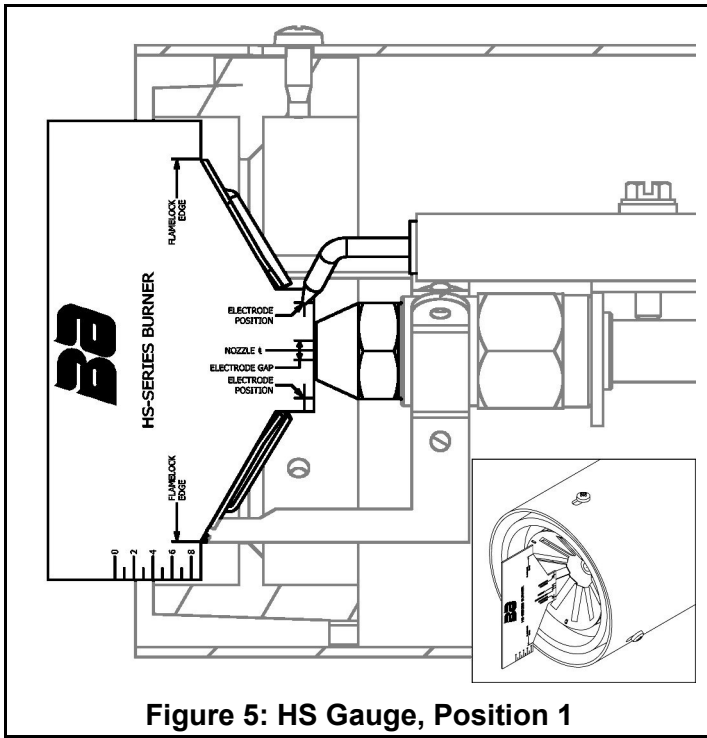 FLAMELOCK
EDGE
HS-SERIES BURNER
ELECTRODE
POSITION
NOZZLE ℄
ELECTRODE GAP
ELECTRODE
POSITION
FLAMELOCK
EDGE
0
2
4
6
8
Figure 5: HS Gauge, Position 1